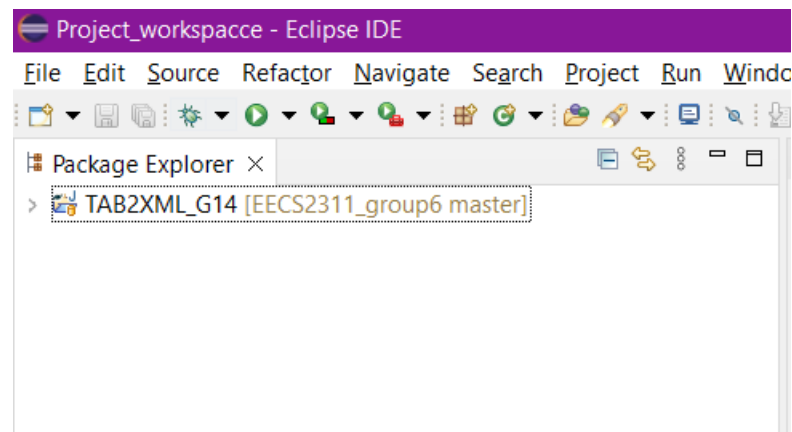 Project_workspacce - Eclipse IDE
File Edit Source Refactor Navigate Search Project Run Windo
Package Explorer
TAB2XML_G14 [EECS2311_group6 master]